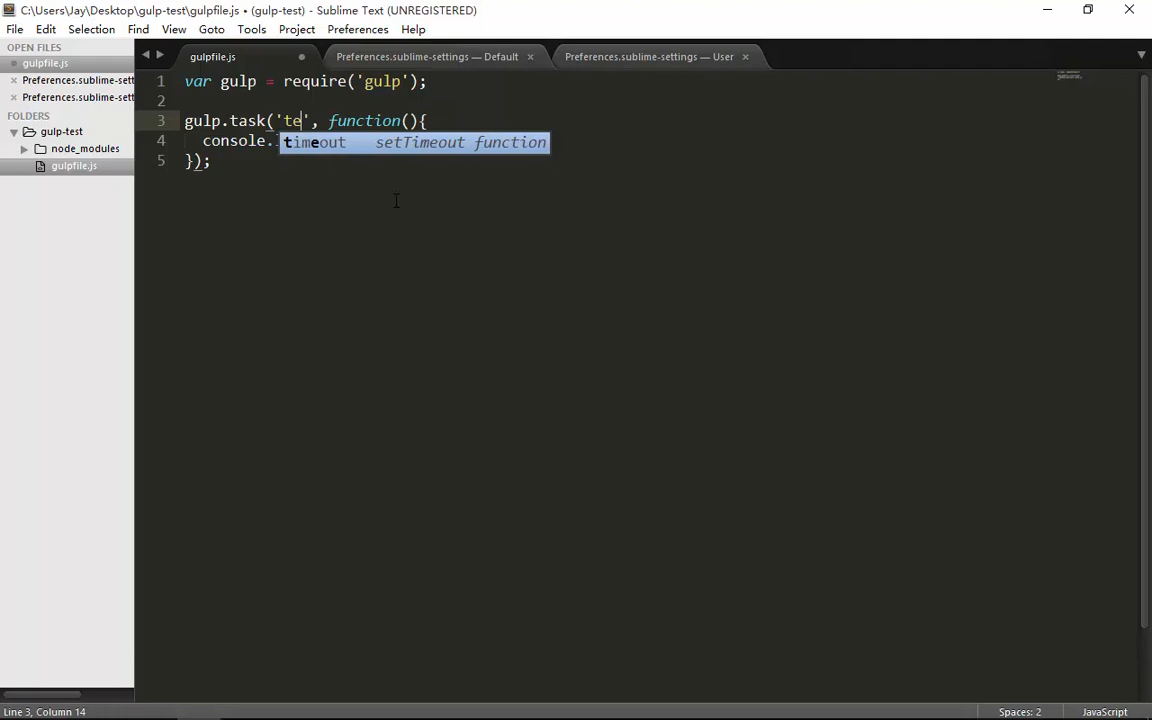 C:\Users\Jay\Desktop\gulp-test\gulpfile.js • (gulp-test) - Sublime Text (UNREGISTERED)
File Edit Selection Find View Goto Tools Project Preferences Help
OPEN FILES
gulpfile.js
Preferences.sublime-sett
Preferences.sublime-sett
FOLDERS
gulp-test
node_modules
gulpfile.js
gulpfile.js Preferences.sublime-settings — Default Preferences.sublime-settings — User
1 var gulp = require('gulp');
2
3 gulp.task('te', function(){
4 console.
timeout setTimeout function
5 });
Line 3, Column 14 Spaces: 2 JavaScript